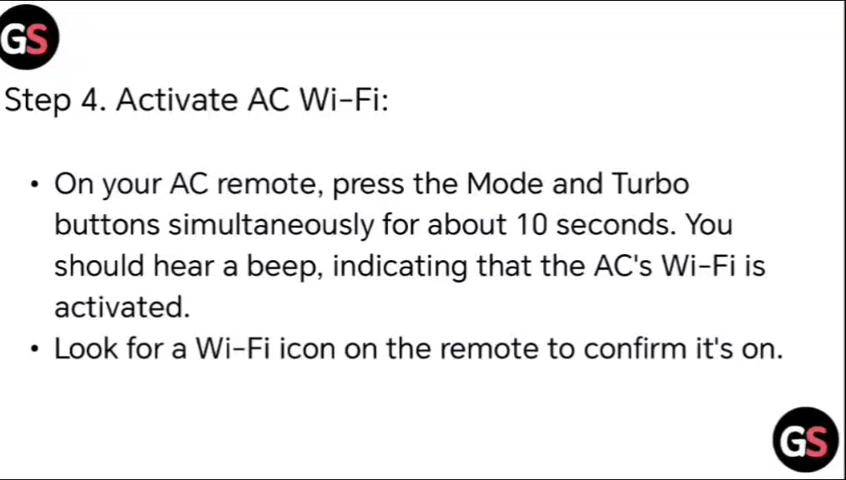 GS
Step 4. Activate AC Wi-Fi:
• On your AC remote, press the Mode and Turbo
buttons simultaneously for about 10 seconds. You
should hear a beep, indicating that the AC's Wi-Fi is
activated.
• Look for a Wi-Fi icon on the remote to confirm it's on.
GS